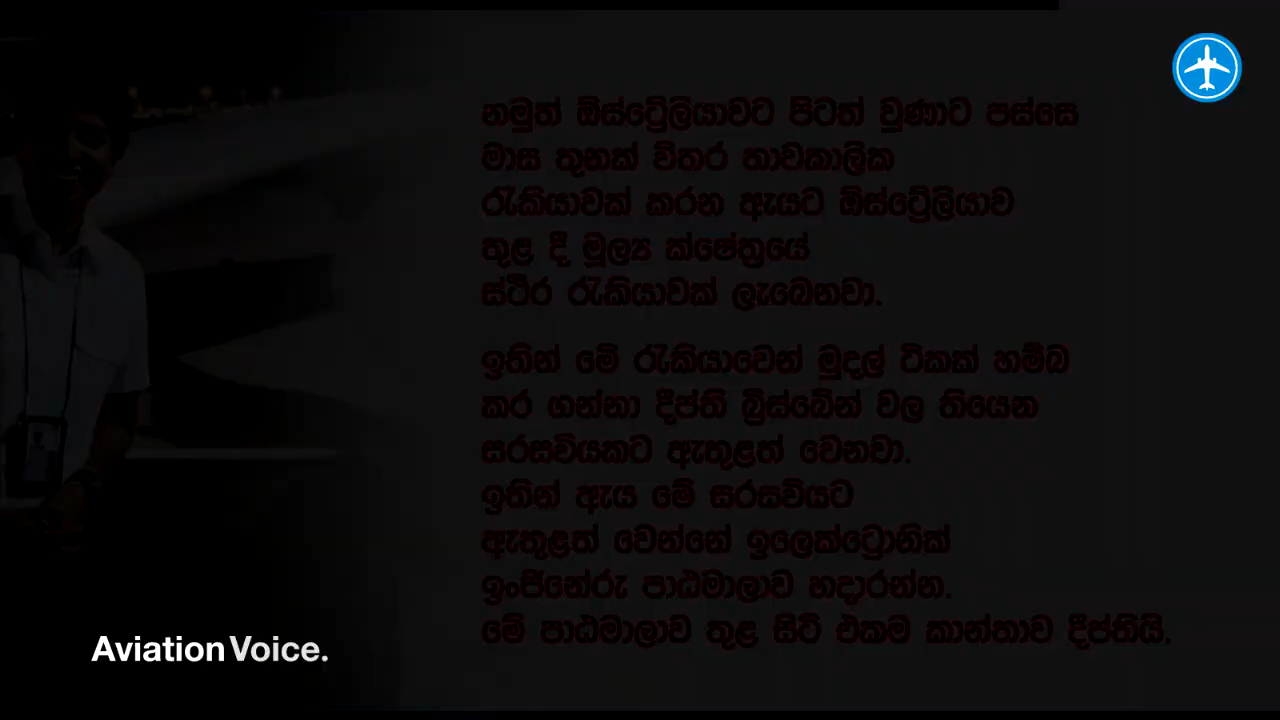 නමුත් ඕස්ට්‍රේලියාවට පිටත් වුණාට පස්සෙ
මාස තුනක් විතර තාවකාලික
රැකියාවක් කරන ඇයට ඕස්ට්‍රේලියාව
තුළ දී මූල්‍ය ක්ෂේත්‍රයේ
ස්ථිර රැකියාවක් ලැබෙනවා.
ඉතින් මේ රැකියාවෙන් මුදල් ටිකක් හම්බ
කර ගන්නා දීප්ති බ්‍රිස්බේන් වල තියෙන
සරසවියකට ඇතුළත් වෙනවා.
ඉතින් ඇය මේ සරසවියට
ඇතුළත් වෙන්නේ ඉලෙක්ට්‍රොනික්
ඉංජිනේරු පාඨමාලාව හදාරන්න.
මේ පාඨමාලාව තුළ සිටි එකම කාන්තාව දීප්තියි.
Aviation Voice.